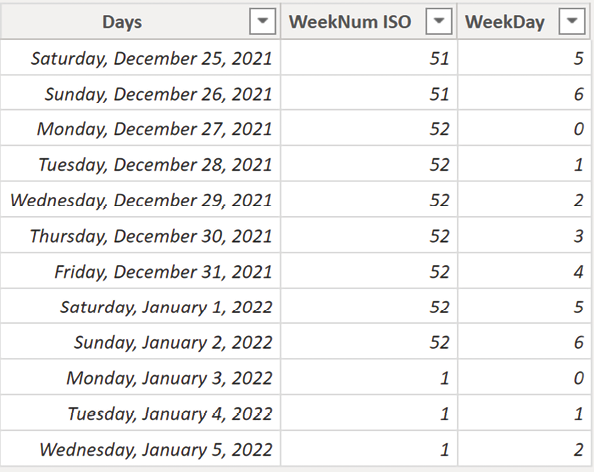 Days WeekNum ISO WeekDay
Saturday, December 25, 2021 51 5
Sunday, December 26, 2021 51 6
Monday, December 27, 2021 52 0
Tuesday, December 28, 2021 52 1
Wednesday, December 29, 2021 52 2
Thursday, December 30, 2021 52 3
Friday, December 31, 2021 52 4
Saturday, January 1, 2022 52 5
Sunday, January 2, 2022 52 6
Monday, January 3, 2022 1 0
Tuesday, January 4, 2022 1 1
Wednesday, January 5, 2022 1 2